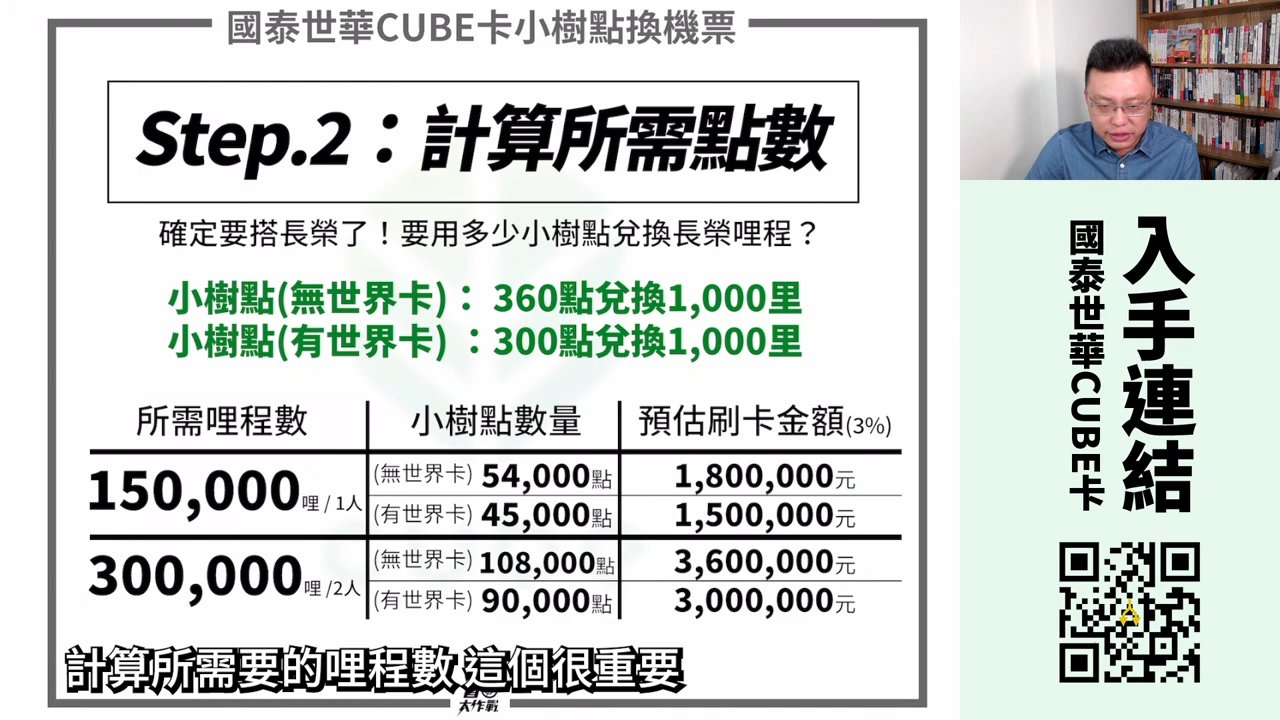 國泰世華CUBE卡小樹點換機票
Step.2：計算所需點數
確定要搭長榮了！要用多少小樹點兌換長榮哩程？
小樹點(無世界卡)： 360點兌換1,000里
小樹點(有世界卡) ：300點兌換1,000里
所需哩程數 小樹點數量 預估刷卡金額(3%)
150,000哩 / 1人
(無世界卡) 54,000點 1,800,000元
(有世界卡) 45,000點 1,500,000元
300,000哩 /2人
(無世界卡) 108,000點 3,600,000元
(有世界卡) 90,000點 3,000,000元
計算所需要的哩程數 這個很重要
大作戰
入手連結
國泰世華CUBE卡